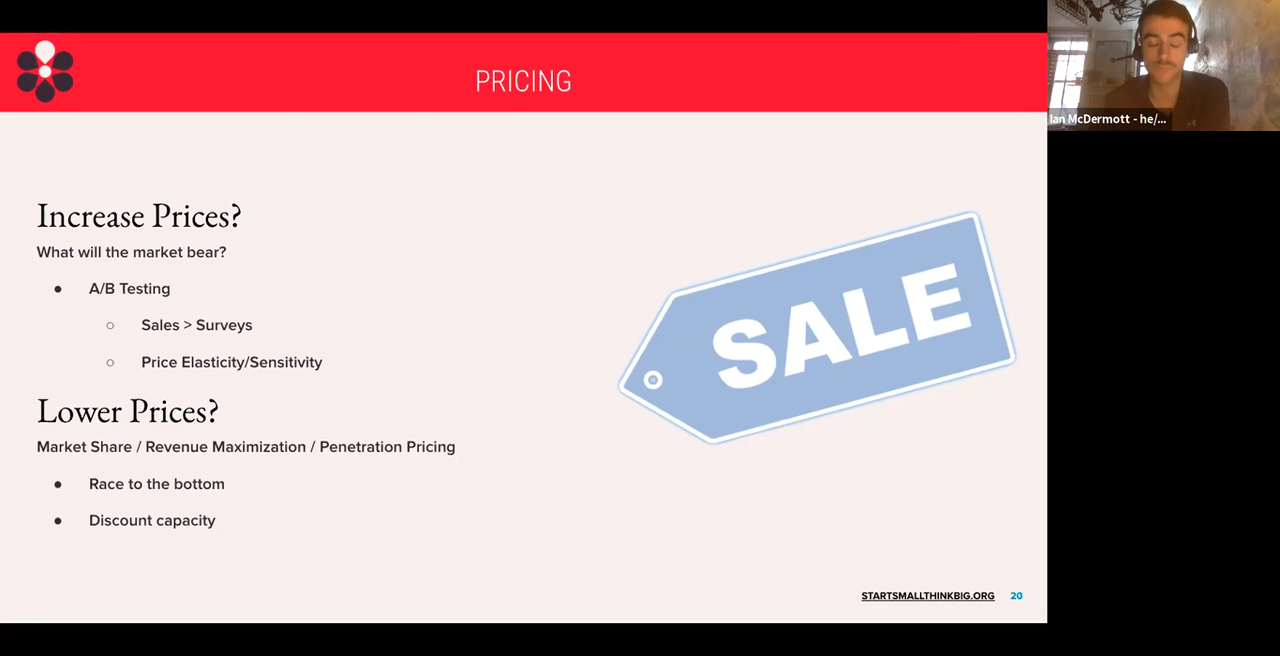 PRICING
Ian McDermott - he/...
Increase Prices?
What will the market bear?
● A/B Testing
○ Sales > Surveys
○ Price Elasticity/Sensitivity
SALE
Lower Prices?
Market Share / Revenue Maximization / Penetration Pricing
● Race to the bottom
● Discount capacity
STARTSMALLTHINKBIG.ORG 20